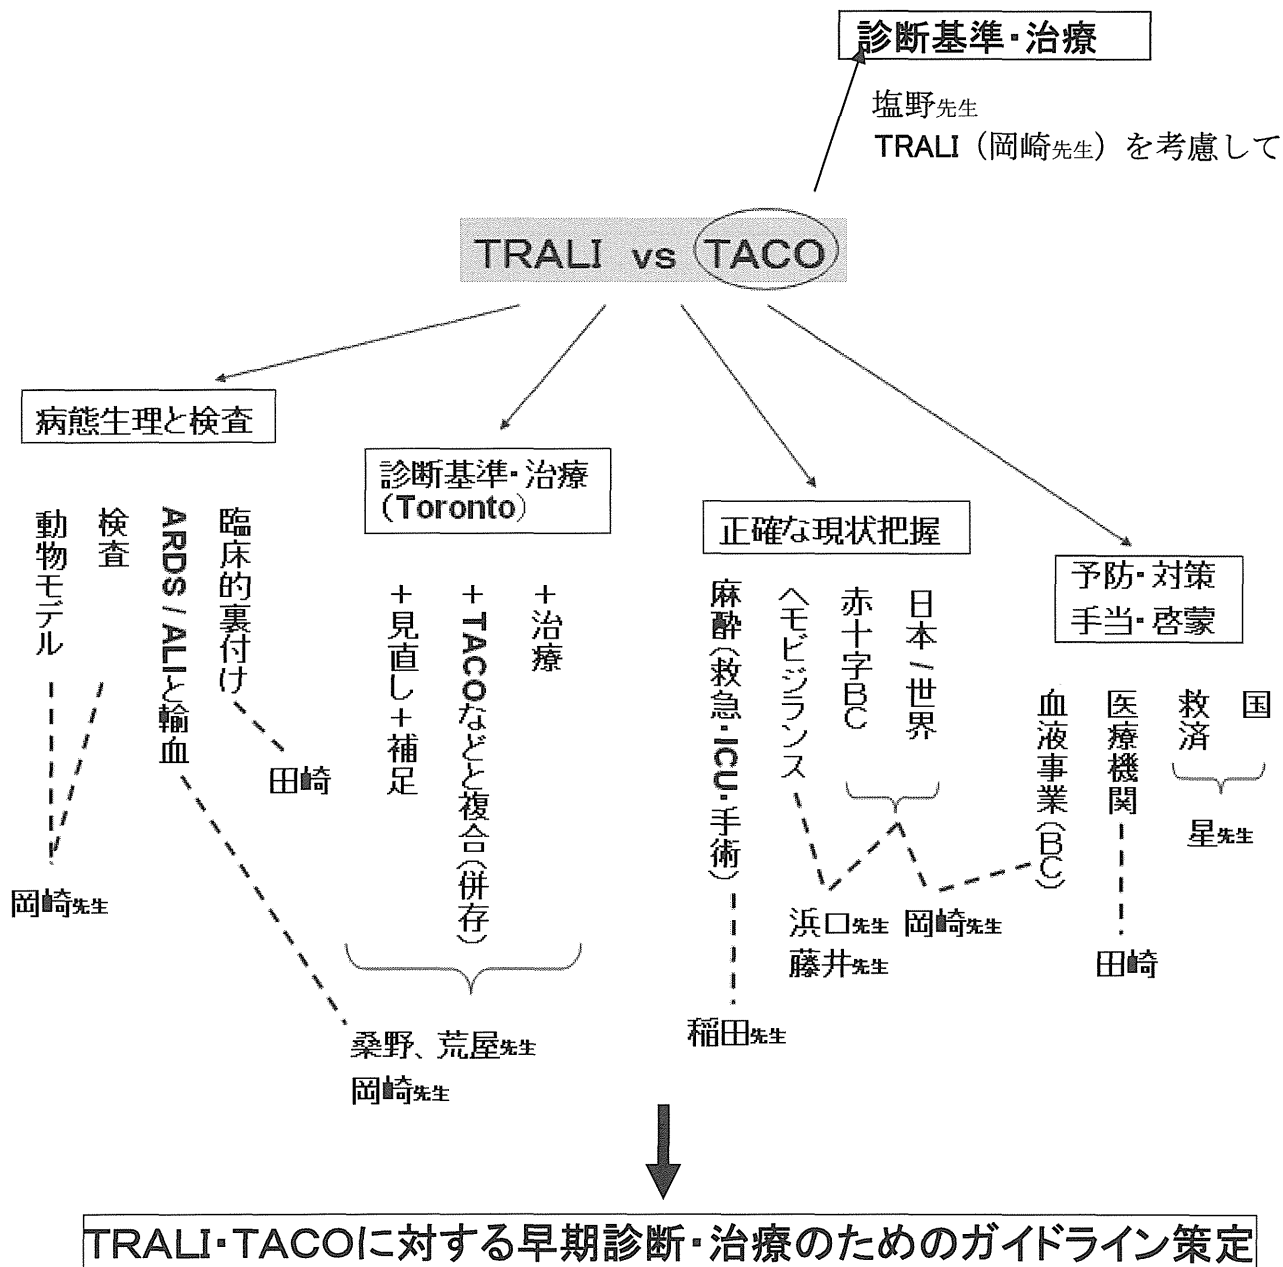 診断基準・治療
塩野先生
TRALI（岡崎先生）を考慮して
TRALI vs TACO
病態生理と検査
動物モデル
検査
ARDS / ALIと輸血
臨床的裏付け
田崎
岡崎先生
診断基準・治療
(Toronto)
＋見直し＋補足
＋TACOなどと複合(併存)
＋治療
桑野、荒屋先生
岡崎先生
正確な現状把握
麻酔(救急・ICU・手術)
ヘモビジランス
赤十字BC
日本 / 世界
浜口先生
藤井先生
岡崎先生
稲田先生
予防・対策
手当・啓蒙
血液事業(BC)
医療機関
救済
国
星先生
田崎
TRALI・TACOに対する早期診断・治療のためのガイドライン策定